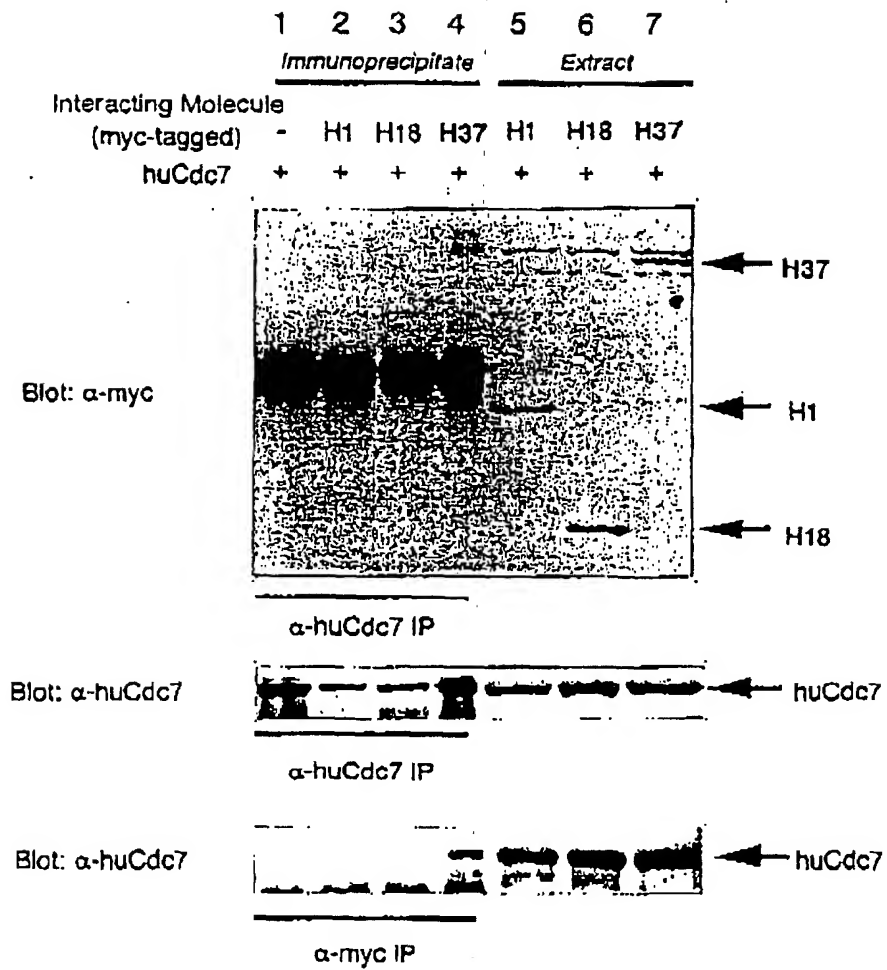 1 2 3 4 5 6 7
Immunoprecipitate Extract
Interacting Molecule
(myc-tagged) - H1 H18 H37 H1 H18 H37
huCdc7 + + + + + + +
H37
Blot: α-myc
H1
H18
α-huCdc7 IP
Blot: α-huCdc7 huCdc7
α-huCdc7 IP
Blot: α-huCdc7 huCdc7
α-myc IP